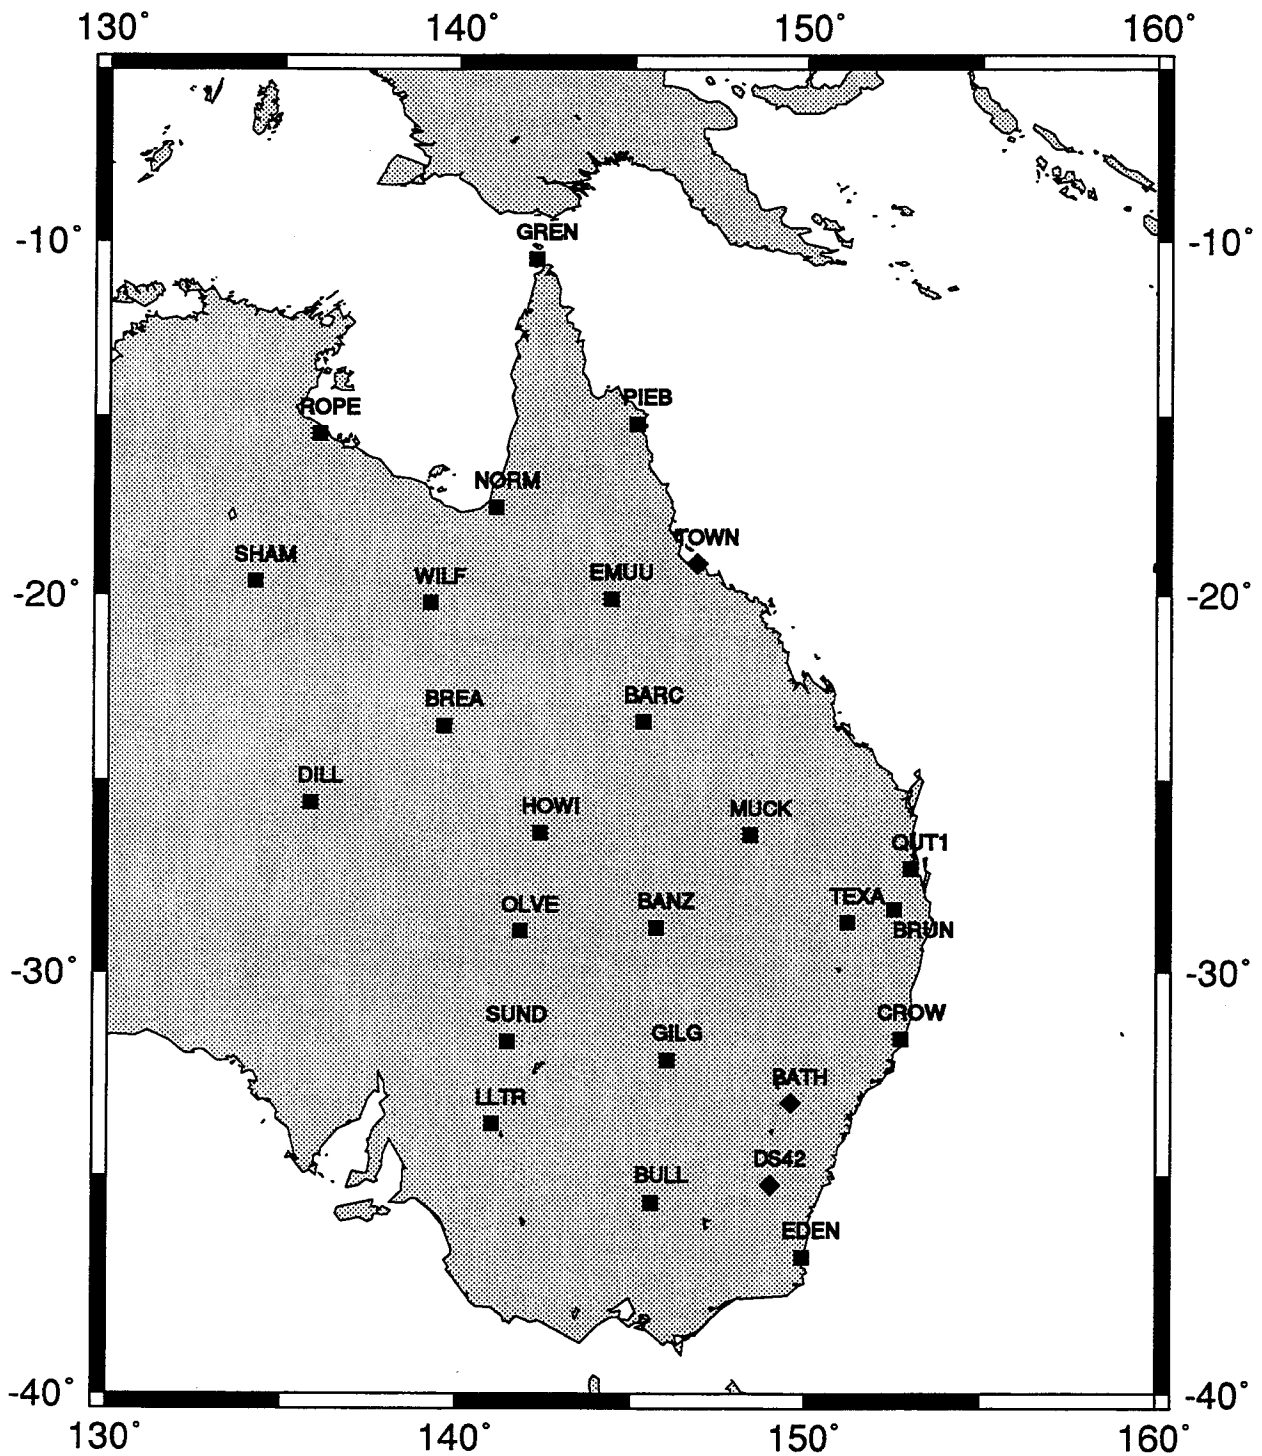 130° 140° 150° 160°
GREN
-10° -10°
PIEB
ROPE
NORM
TOWN
SHAM
EMUU
WILF
-20° -20°
BARC
BREA
DILL
HOWI
MUCK
QUT1
TEXA
BANZ
OLVE
BRUN
-30° -30°
CROW
SUND
GILG
BATH
LLTR
DS42
BULL
EDEN
-40° -40°
130° 140° 150° 160°